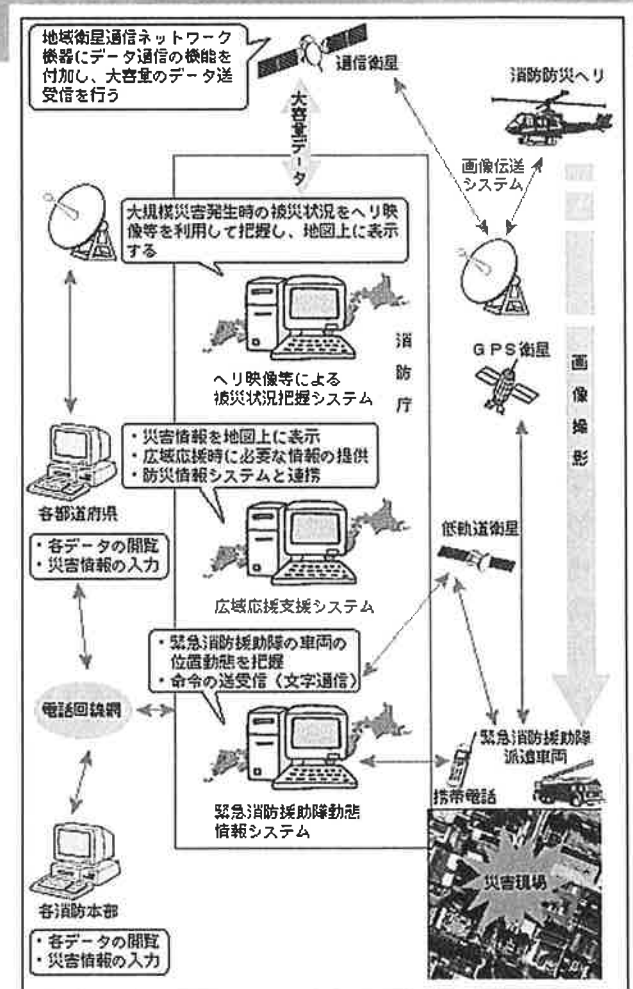 地域衛星通信ネットワーク
機器にデータ通信の機能を
付加し、大容量のデータ送
受信を行う
通信衛星
消防防災ヘリ
大容量データ
画像伝送
システム
大規模災害発生時の被災状況をヘリ映
像等を利用して把握し、地図上に表示
する
消防庁
ヘリ映像等による
被災状況把握システム
GPS衛星
画像撮影
・災害情報を地図上に表示
・広域応援時に必要な情報の提供
・防災情報システムと連携
各都道府県
・各データの閲覧
・災害情報の入力
低軌道衛星
広域応援支援システム
・緊急消防援助隊の車両の
位置動態を把握
・命令の送受信（文字通信）
電話回線網
緊急消防援助隊
派遣車両
携帯電話
緊急消防援助隊動態
情報システム
災害現場
各消防本部
・各データの閲覧
・災害情報の入力